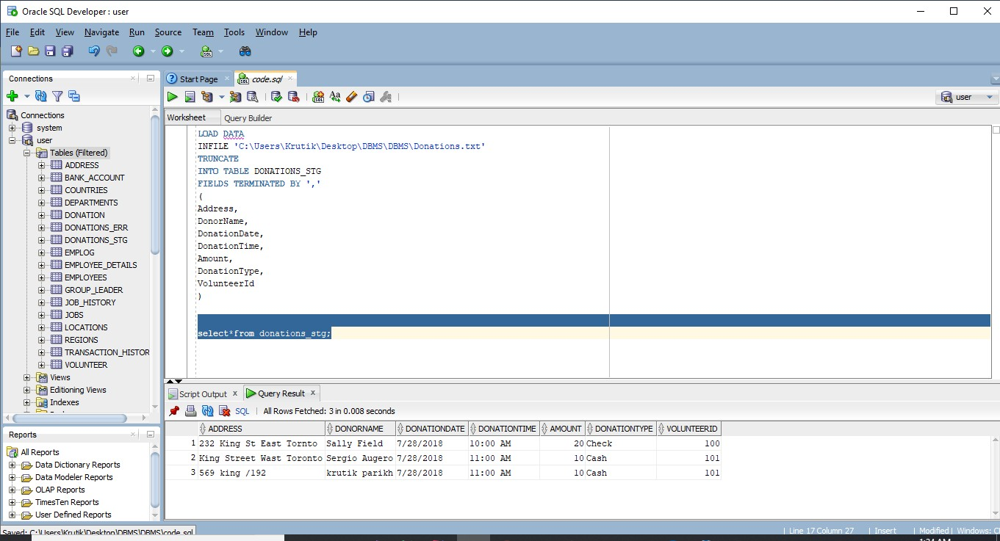 Oracle SQL Developer : user
File Edit View Navigate Run Source Team Tools Window Help
Connections
Start Page
code.sql
user
Worksheet Query Builder
Connections
system
user
Tables (Filtered)
ADDRESS
BANK_ACCOUNT
COUNTRIES
DEPARTMENTS
DONATION
DONATIONS_ERR
DONATIONS_STG
EMPLOG
EMPLOYEE_DETAILS
EMPLOYEES
GROUP_LEADER
JOB_HISTORY
JOBS
LOCATIONS
REGIONS
TRANSACTION_HISTOR
VOLUNTEER
Views
Editioning Views
Indexes
LOAD DATA
INFILE 'C:\Users\Krutik\Desktop\DBMS\DBMS\Donations.txt'
TRUNCATE
INTO TABLE DONATIONS_STG
FIELDS TERMINATED BY ','
(
Address,
DonorName,
DonationDate,
DonationTime,
Amount,
DonationType,
VolunteerId
)
select*from donations_stg;
Script Output x Query Result x
SQL | All Rows Fetched: 3 in 0.008 seconds
ADDRESS DONORNAME DONATIONDATE DONATIONTIME AMOUNT DONATIONTYPE VOLUNTEERID
1 232 King St East Tornto Sally Field 7/28/2018 10:00 AM 20 Check 100
2 King Street Wast Toronto Sergio Augero 7/28/2018 11:00 AM 10 Cash 101
3 569 king /192 krutik parikh 7/28/2018 11:00 AM 10 Cash 101
Reports
All Reports
Data Dictionary Reports
Data Modeler Reports
OLAP Reports
TimesTen Reports
User Defined Reports
Saved: C:\Users\Krutik\Desktop\DBMS\DBMS\code.sql
| Line 17 Column 27 | Insert | Modified | Windows: